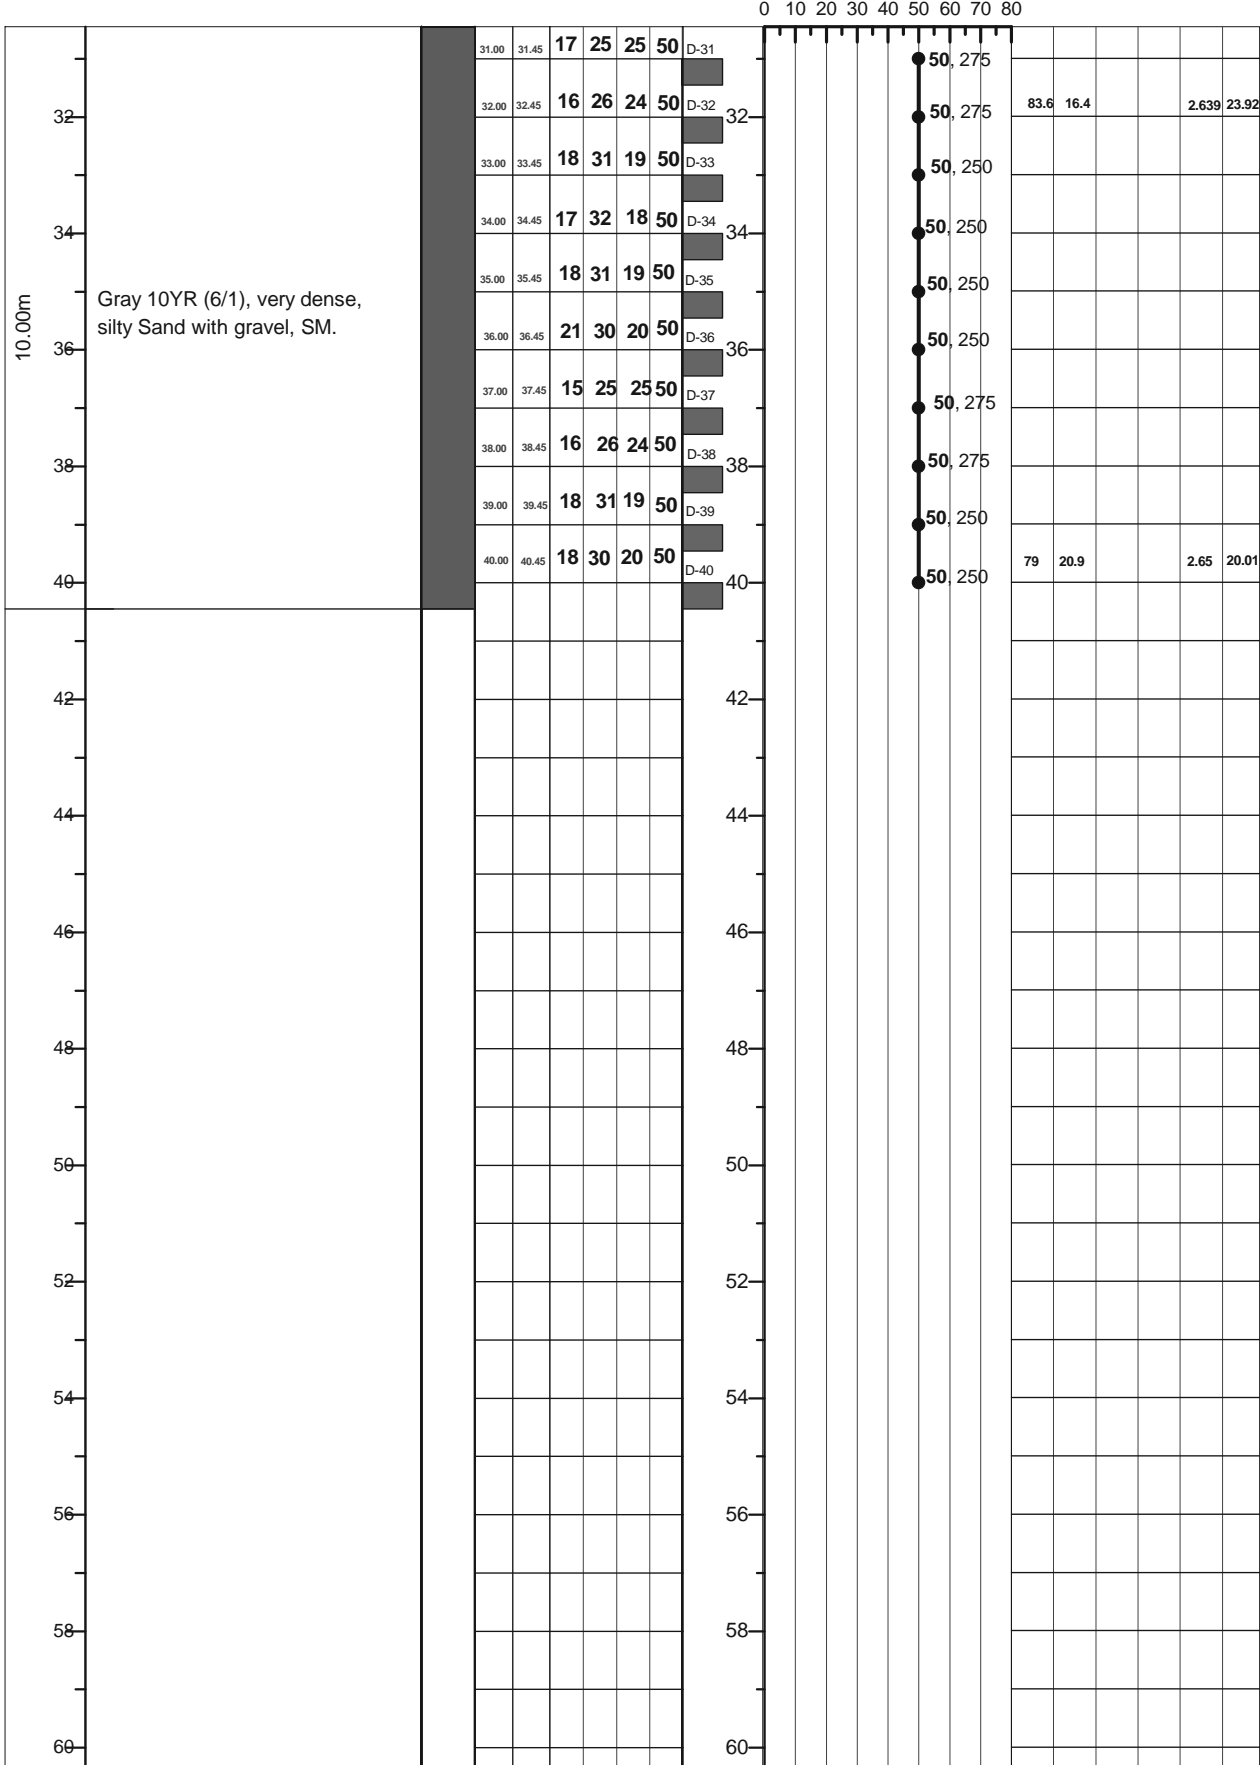 0 10 20 30 40 50 60 70 80
31.00 31.45 17 25 25 50 D-31 50, 275
32.00 32.45 16 26 24 50 D-32 50, 275 83.6 16.4 2.639 23.92
32 32
33.00 33.45 18 31 19 50 D-33 50, 250
34.00 34.45 17 32 18 50 D-34 50, 250
34 34
35.00 35.45 18 31 19 50 D-35 50, 250
10.00m
Gray 10YR (6/1), very dense,
silty Sand with gravel, SM.
36.00 36.45 21 30 20 50 D-36 50, 250
36 36
37.00 37.45 15 25 25 50 D-37 50, 275
38.00 38.45 16 26 24 50 D-38 50, 275
38 38
39.00 39.45 18 31 19 50 D-39 50, 250
40.00 40.45 18 30 20 50 D-40 50, 250 79 20.9 2.65 20.01
40 40
42 42
44 44
46 46
48 48
50 50
52 52
54 54
56 56
58 58
60 60